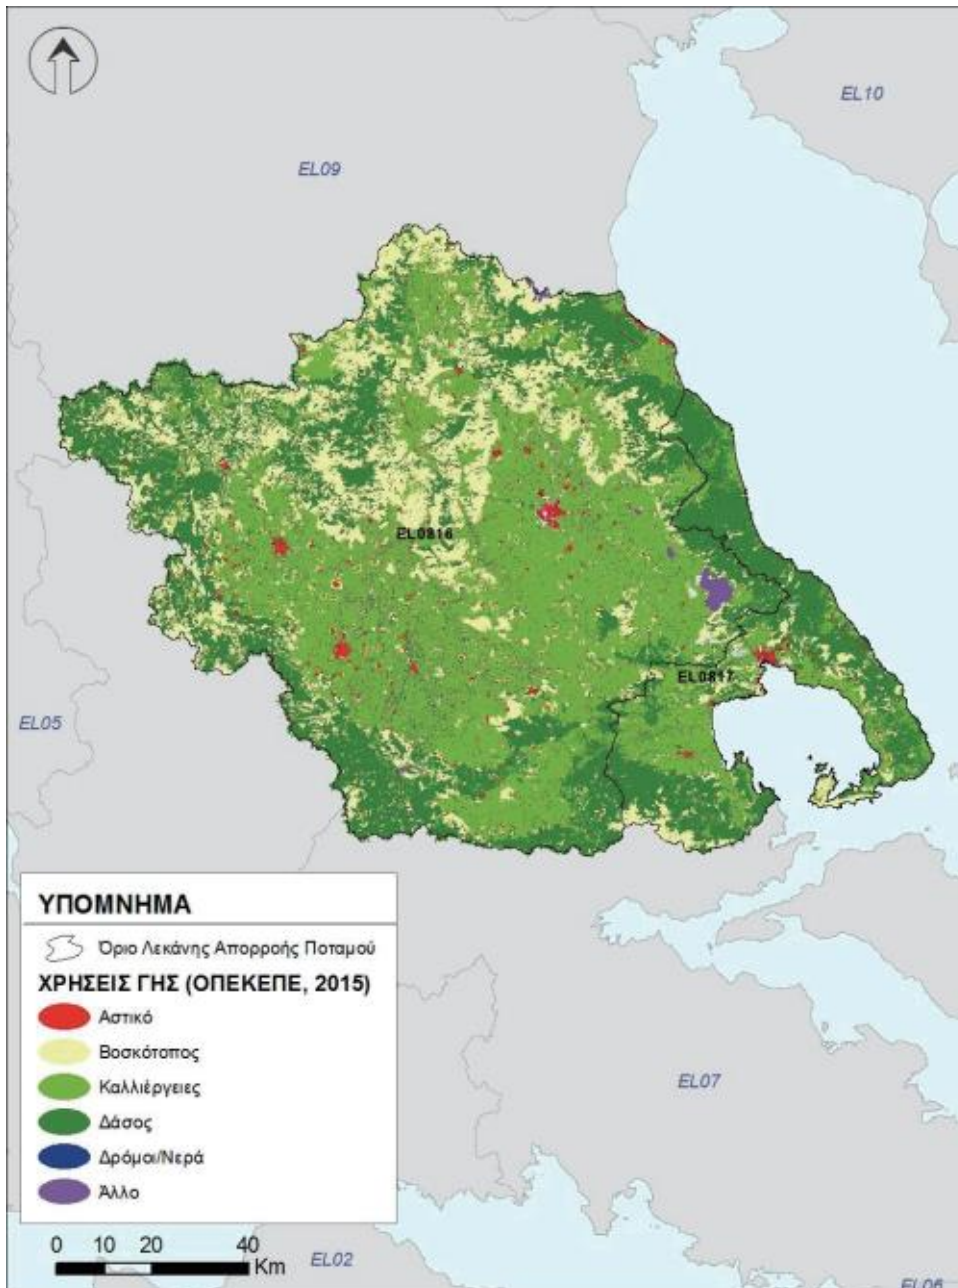 EL10
EL09
EL0816
EL0817
EL05
ΥΠΟΜΝΗΜΑ
Όριο Λεκάνης Απορροής Ποταμού
ΧΡΗΣΕΙΣ ΓΗΣ (ΟΠΕΚΕΠΕ, 2015)
Αστικό
Βοσκότοπος
Καλλιέργειες
Δάσος
Δρόμοι/Νερά
Άλλο
EL07
0 10 20 40
Km
EL02
EL06